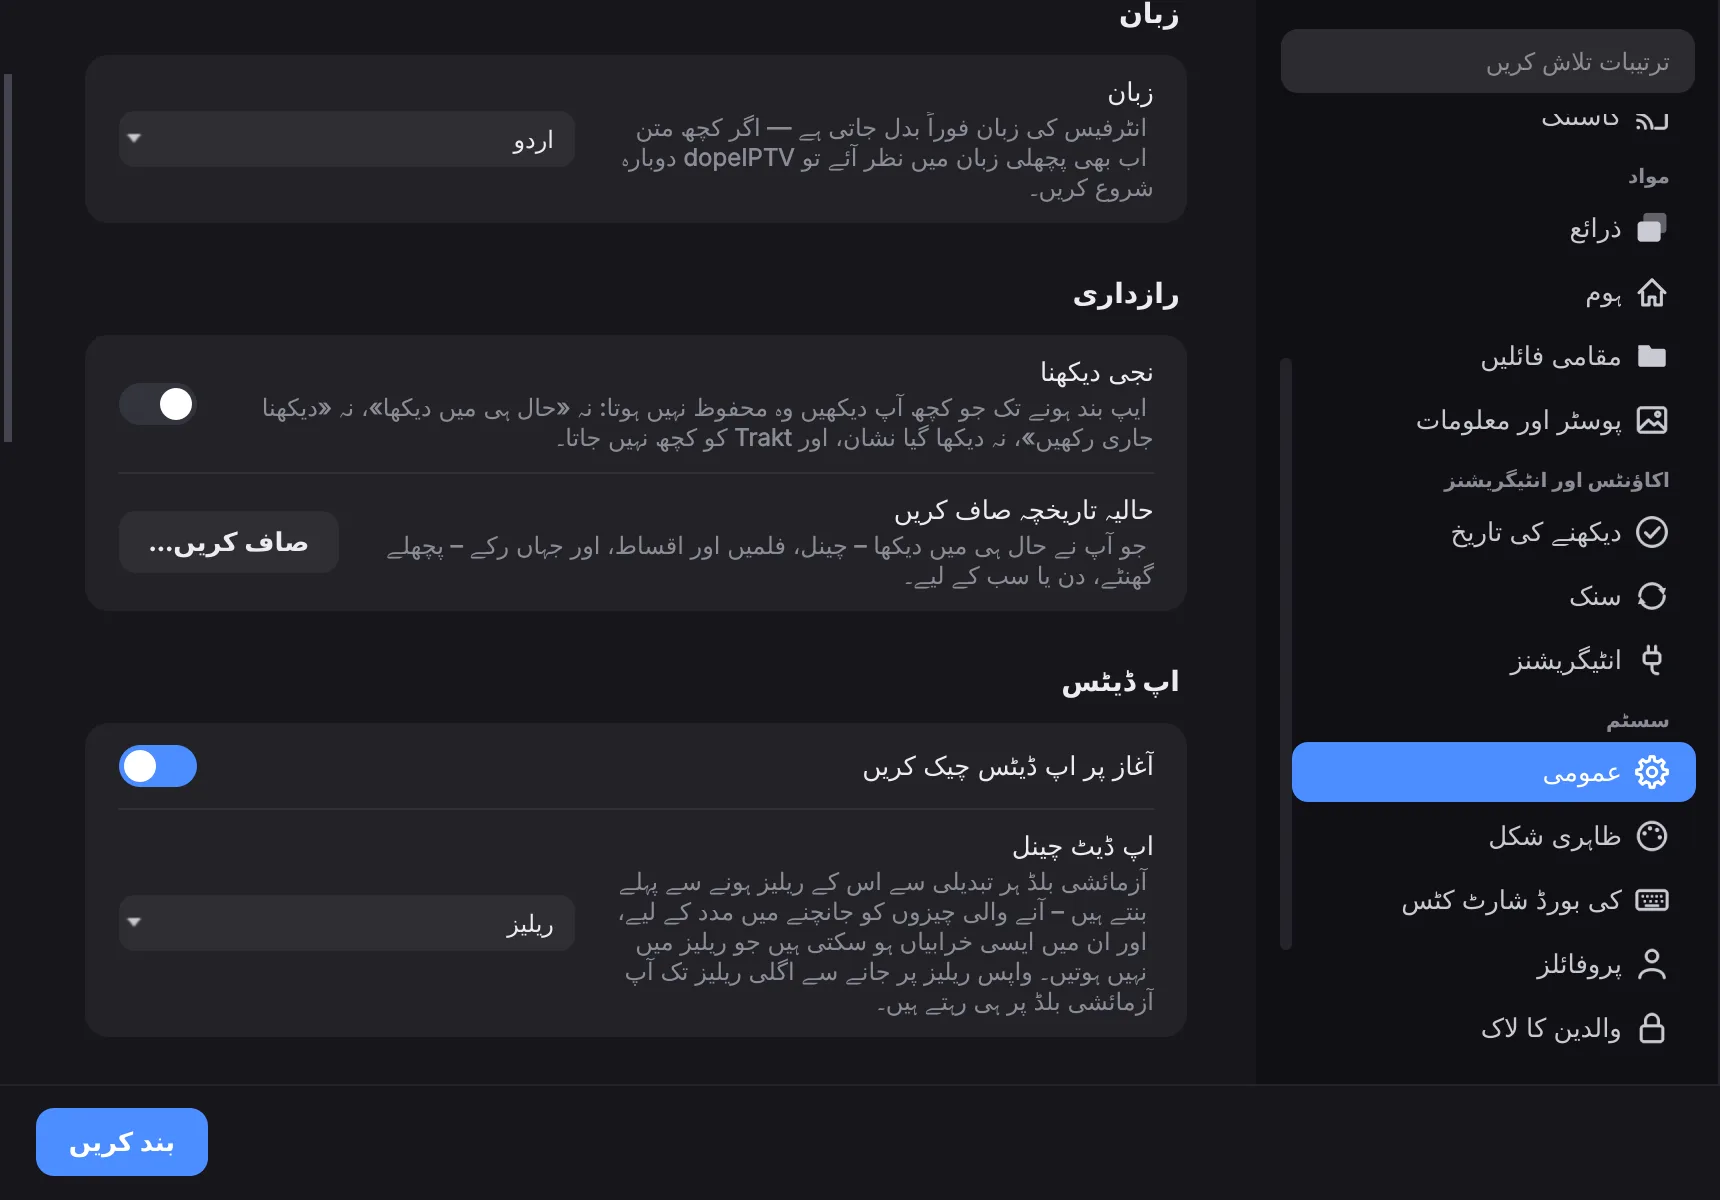 ترتیبات تلاش کریں
کاسٹنگ
مواد
ذرائع
ہوم
مقامی فائلیں
پوسٹر اور معلومات
اکاؤنٹس اور انٹیگریشنز
دیکھنے کی تاریخ
سنک
انٹیگریشنز
سسٹم
عمومی
ظاہری شکل
کی بورڈ شارٹ کٹس
پروفائلز
والدین کا لاک
زبان
زبان
انٹرفیس کی زبان فوراً بدل جاتی ہے — اگر کچھ متن
اب بھی پچھلی زبان میں نظر آئے تو dopeIPTV دوبارہ
شروع کریں۔
اردو
رازداری
نجی دیکھنا
ایپ بند ہونے تک جو کچھ آپ دیکھیں وہ محفوظ نہیں ہوتا: نہ «حال ہی میں دیکھا»، نہ «دیکھنا
جاری رکھیں»، نہ دیکھا گیا نشان، اور Trakt کو کچھ نہیں جاتا۔
حالیہ تاریخچہ صاف کریں
جو آپ نے حال ہی میں دیکھا – چینل، فلمیں اور اقساط، اور جہاں رکے – پچھلے
گھنٹے، دن یا سب کے لیے۔
صاف کریں...
اپ ڈیٹس
آغاز پر اپ ڈیٹس چیک کریں
اپ ڈیٹ چینل
آزمائشی بلڈ ہر تبدیلی سے اس کے ریلیز ہونے سے پہلے
بنتے ہیں – آنے والی چیزوں کو جانچنے میں مدد کے لیے،
اور ان میں ایسی خرابیاں ہو سکتی ہیں جو ریلیز میں
نہیں ہوتیں۔ واپس ریلیز پر جانے سے اگلی ریلیز تک آپ
آزمائشی بلڈ پر ہی رہتے ہیں۔
ریلیز
بند کریں